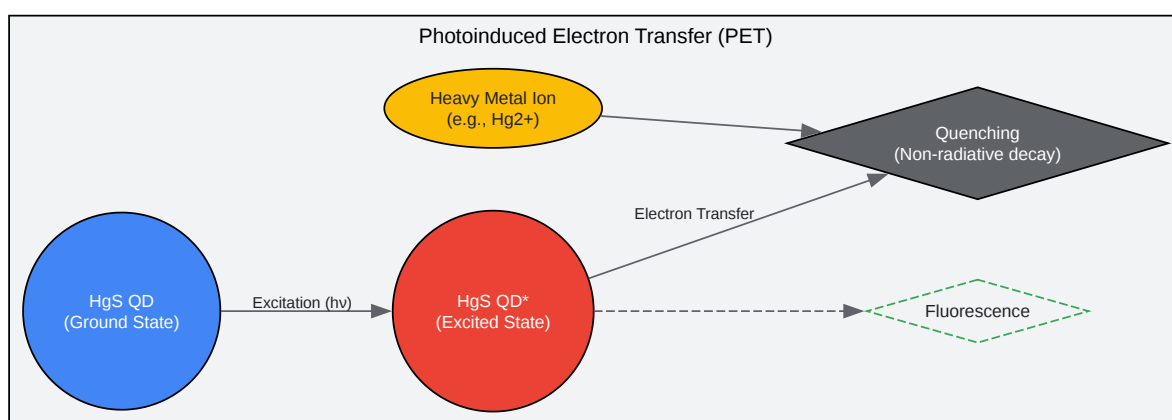 Photoinduced Electron Transfer (PET)
Heavy Metal Ion
(e.g., Hg2+)
Quenching
(Non-radiative decay)
Electron Transfer
HgS QD
(Ground State)
Excitation (hν)
HgS QD*
(Excited State)
Fluorescence